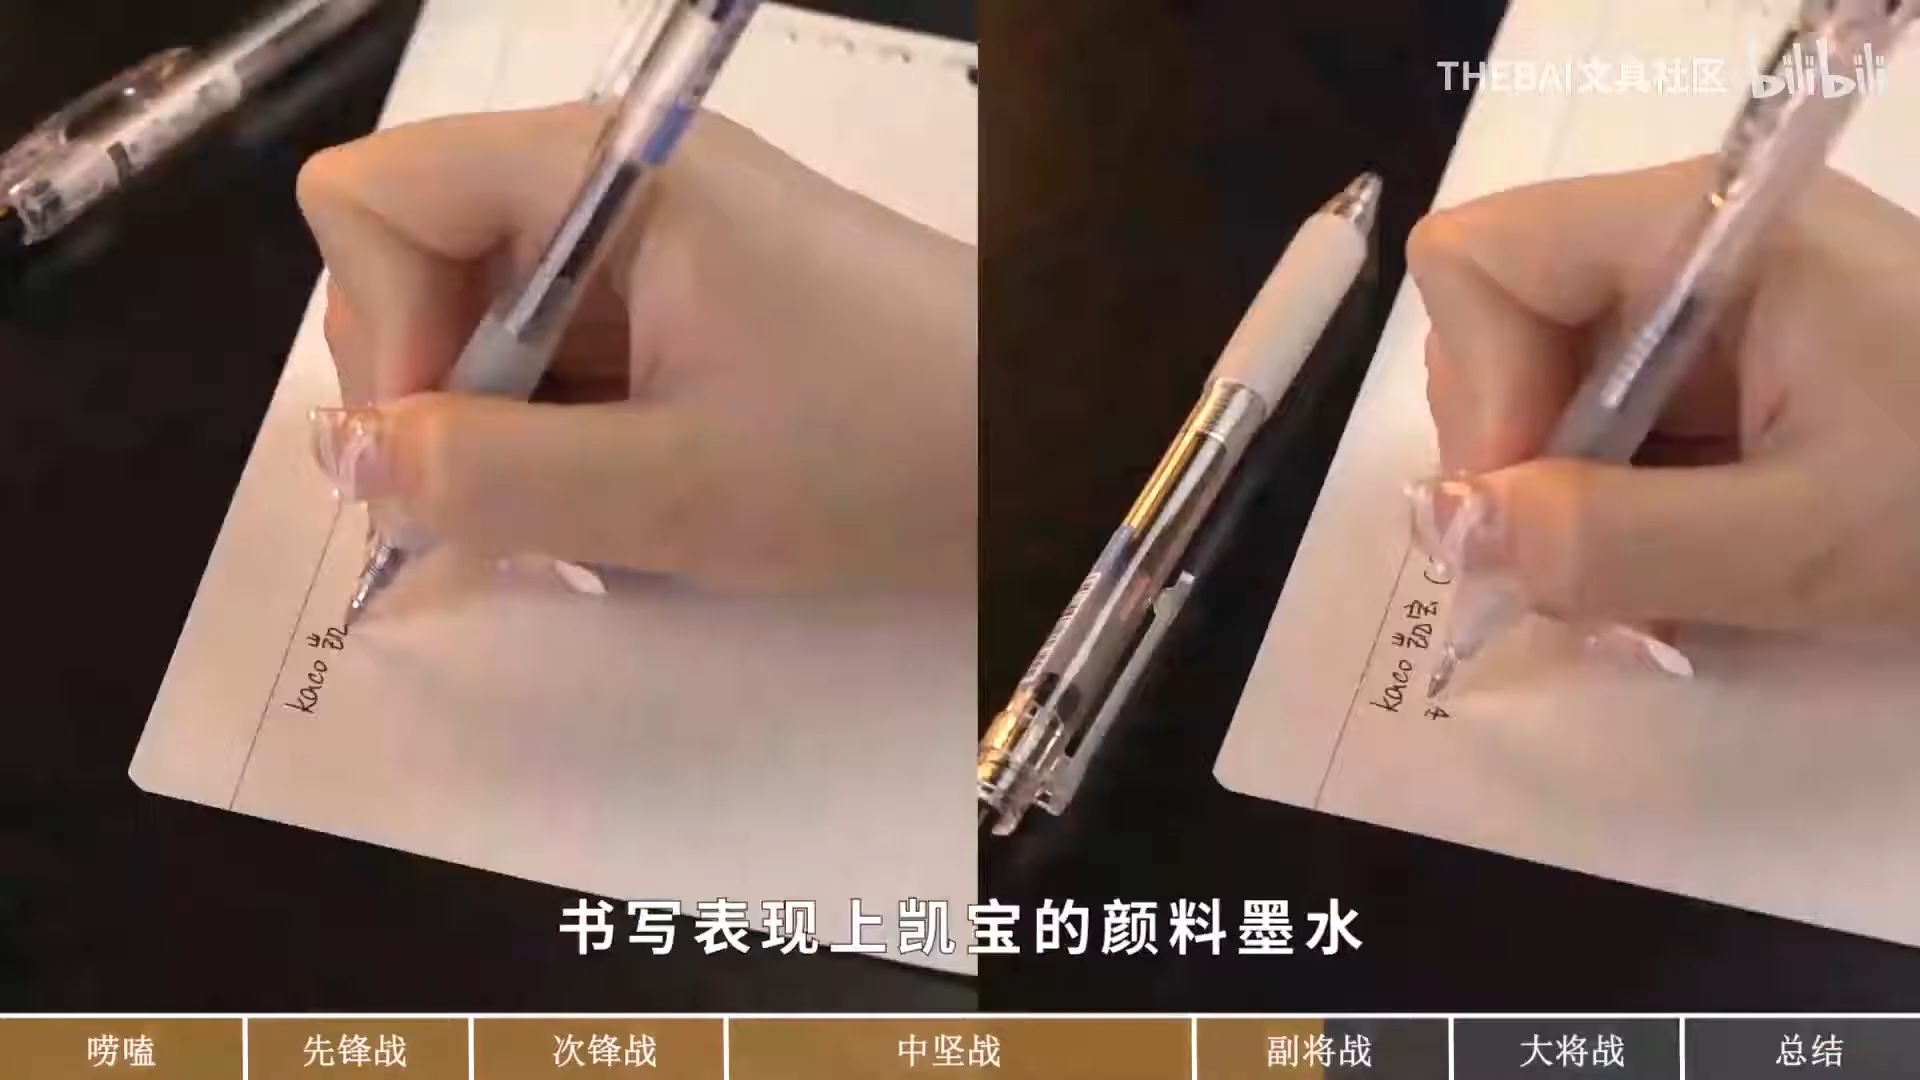 THEBAI文具社区 bilibili
kaco 凯
kaco 凯宝 (
书写表现上凯宝的颜料墨水
唠嗑 先锋战 次锋战 中坚战 副将战 大将战 总结